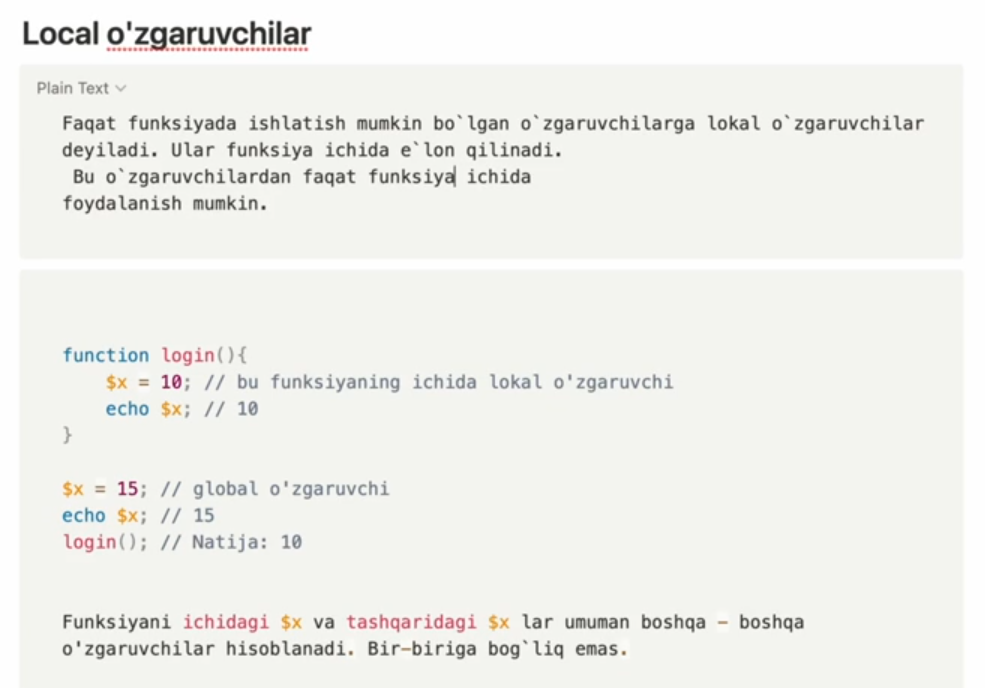 Local o'zgaruvchilar
Plain Text
Faqat funksiyada ishlatish mumkin bo`lgan o`zgaruvchilarga lokal o`zgaruvchilar
deyiladi. Ular funksiya ichida e`lon qilinadi.
Bu o`zgaruvchilardan faqat funksiya ichida
foydalanish mumkin.
function login(){
    $x = 10; // bu funksiyaning ichida lokal o'zgaruvchi
    echo $x; // 10
}
$x = 15; // global o'zgaruvchi
echo $x; // 15
login(); // Natija: 10
Funksiyani ichidagi $x va tashqaridagi $x lar umuman boshqa - boshqa
o'zgaruvchilar hisoblanadi. Bir-biriga bog`liq emas.